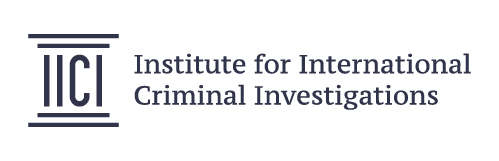 IICI
Institute for International
Criminal Investigations